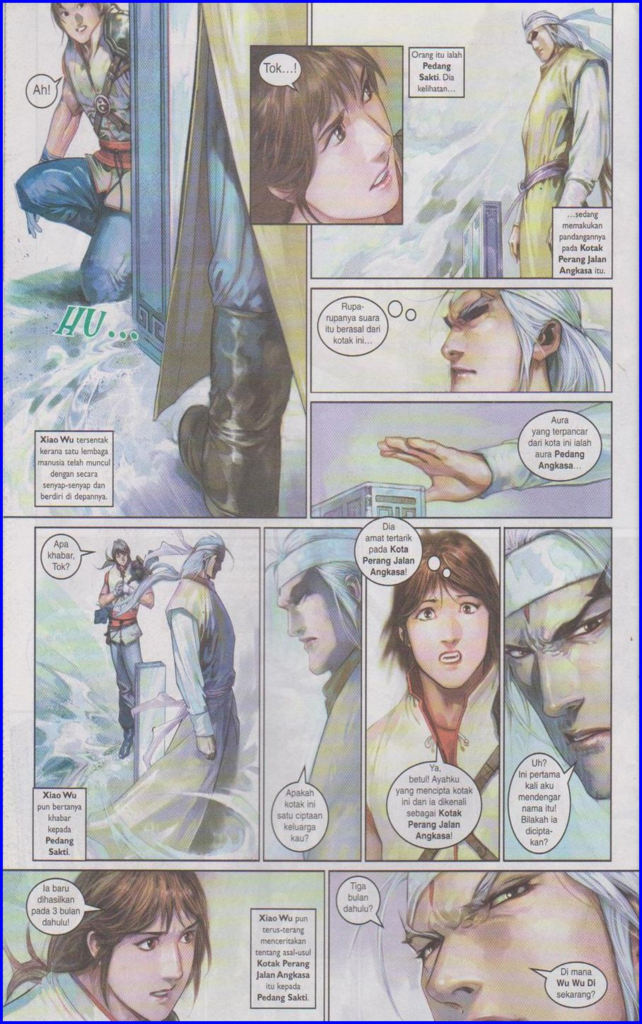 Ah!
Tok...!
Orang itu ialah
Pedang
Sakti. Dia
kelihatan...
...sedang
memakukan
pandangannya
pada Kotak
Perang Jalan
Angkasa itu.
HU...
Xiao Wu tersentak
kerana satu lembaga
manusia telah muncul
dengan secara
senyap-senyap dan
berdiri di depannya.
Rupa-
rupanya suara
itu berasal dari
kotak ini...
Aura
yang terpancar
dari kota ini ialah
aura Pedang
Angkasa...
Apa
khabar,
Tok?
Xiao Wu
pun bertanya
khabar
kepada
Pedang
Sakti.
Apakah
kotak ini
satu ciptaan
keluarga
kau?
Dia
amat tertarik
pada Kota
Perang Jalan
Angkasa!
Ya,
betul! Ayahku
yang mencipta kotak
ini dan ia dikenali
sebagai Kotak
Perang Jalan
Angkasa!
Uh?
Ini pertama
kali aku
mendengar
nama itu!
Bilakah ia
dicipta-
kan?
Ia baru
dihasilkan
pada 3 bulan
dahulu!
Xiao Wu pun
terus-terang
menceritakan
tentang asal-usul
Kotak Perang
Jalan Angkasa
itu kepada
Pedang Sakti.
Tiga
bulan
dahulu?
Di mana
Wu Wu Di
sekarang?